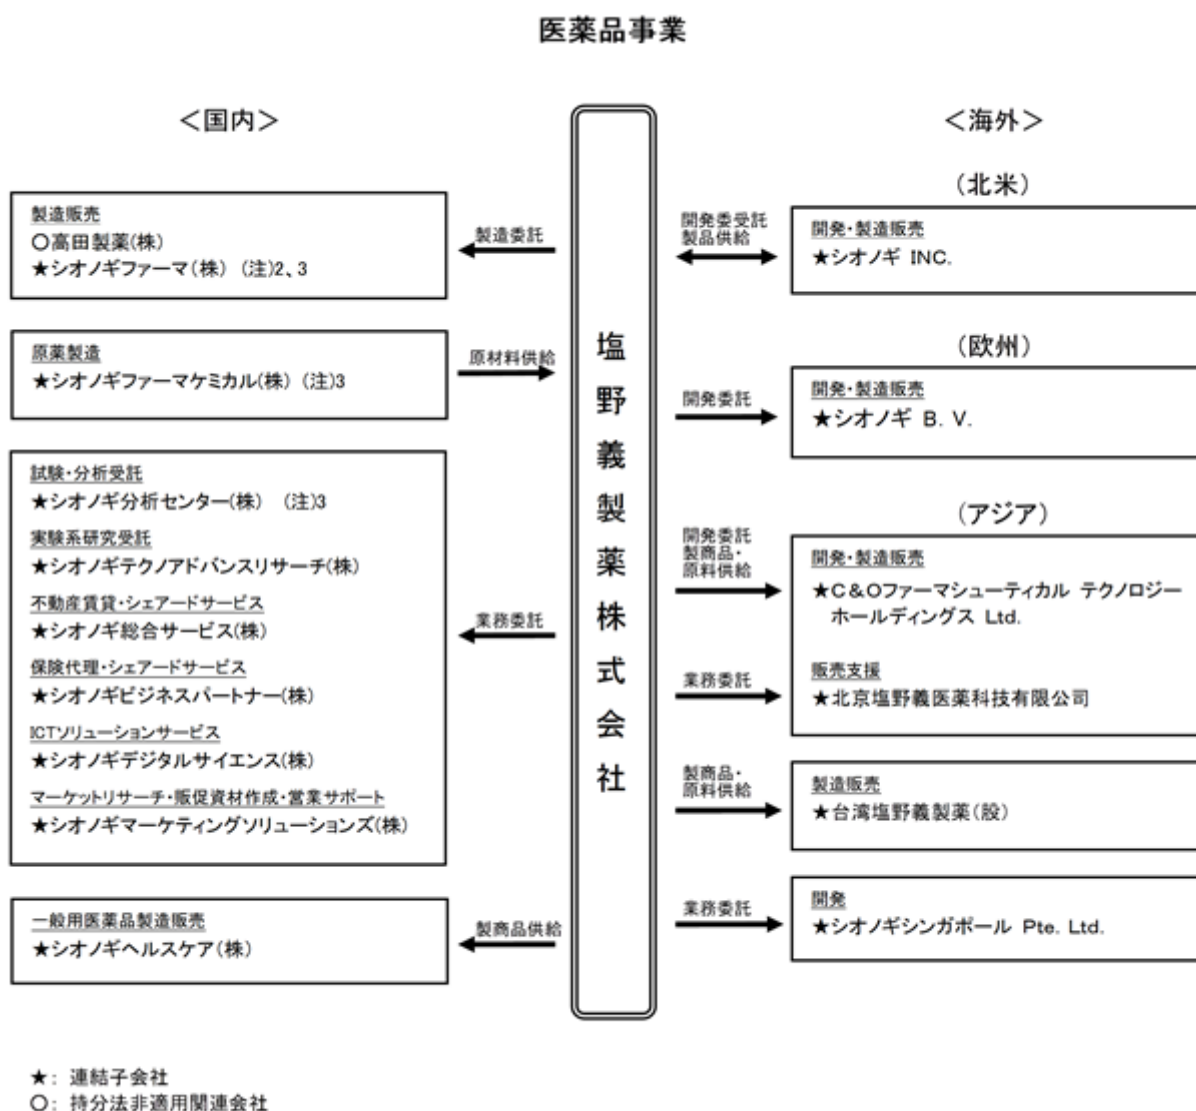 医薬品事業
＜国内＞
製造販売
○高田製薬(株)
★シオノギファーマ(株) (注)2、3
製造委託
原薬製造
★シオノギファーマケミカル(株) (注)3
原材料供給
試験・分析受託
★シオノギ分析センター(株) (注)3
実験系研究受託
★シオノギテクノアドバンスリサーチ(株)
不動産賃貸・シェアードサービス
★シオノギ総合サービス(株)
保険代理・シェアードサービス
★シオノギビジネスパートナー(株)
ICTソリューションサービス
★シオノギデジタルサイエンス(株)
マーケットリサーチ・販促資材作成・営業サポート
★シオノギマーケティングソリューションズ(株)
業務委託
一般用医薬品製造販売
★シオノギヘルスケア(株)
製商品供給
塩野義製薬株式会社
＜海外＞
(北米)
開発委受託
製品供給
開発・製造販売
★シオノギ INC.
(欧州)
開発委託
開発・製造販売
★シオノギ B. V.
(アジア)
開発委託
製商品・
原料供給
開発・製造販売
★C＆Oファーマシューティカル テクノロジー
ホールディングス Ltd.
業務委託
販売支援
★北京塩野義医薬科技有限公司
製商品・
原料供給
製造販売
★台湾塩野義製薬(股)
業務委託
開発
★シオノギシンガポール Pte. Ltd.
★: 連結子会社
○: 持分法非適用関連会社